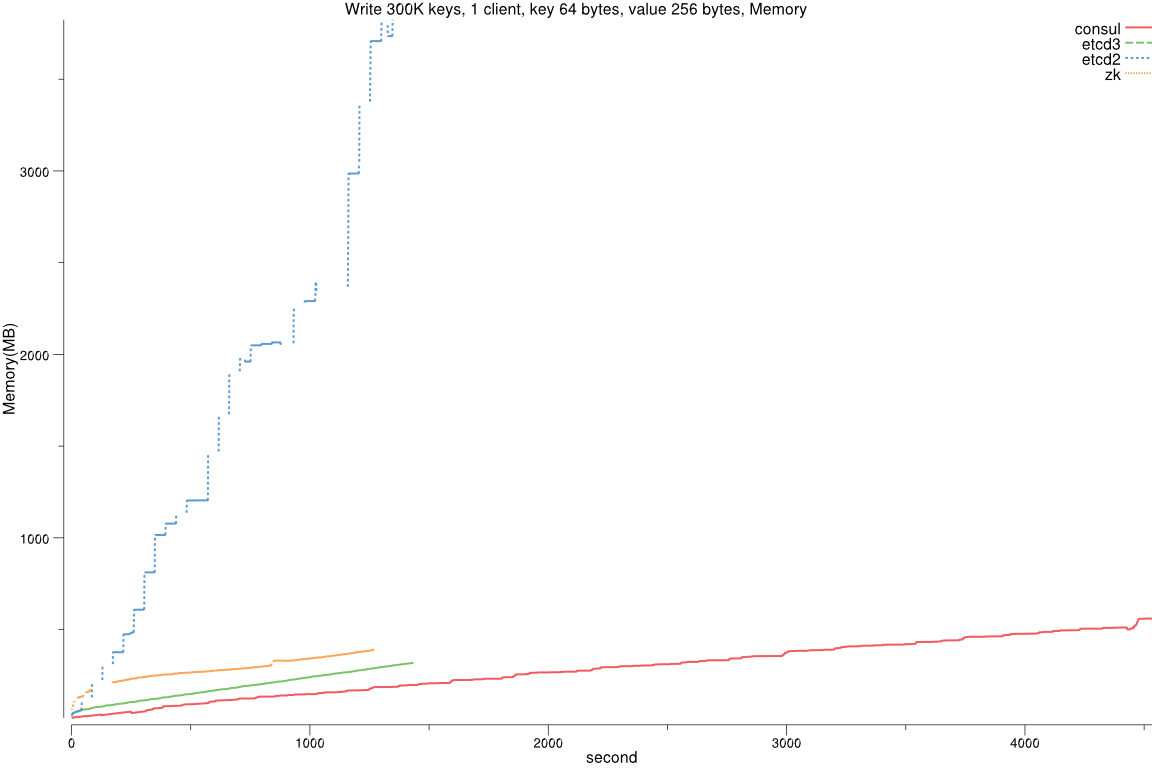 Write 300K keys, 1 client, key 64 bytes, value 256 bytes, Memory
consul
etcd3
etcd2
zk
3000
2000
1000
Memory(MB)
0 1000 2000 3000 4000
second